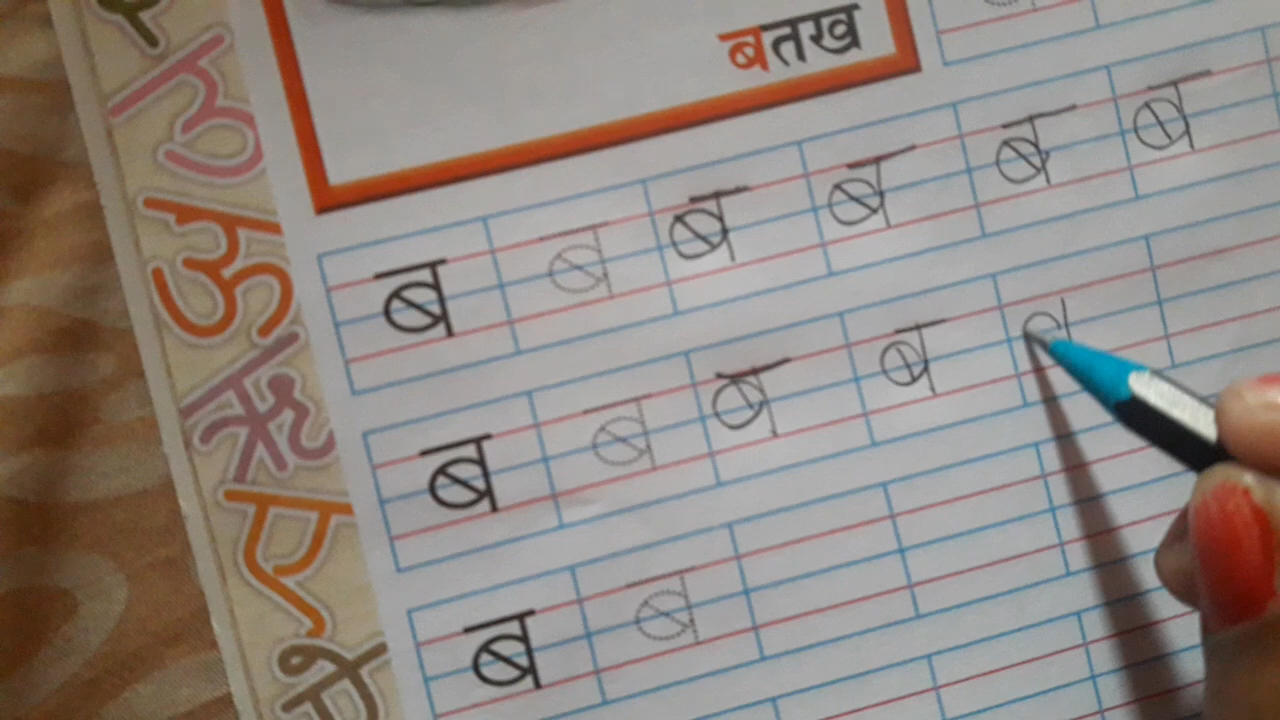 बतख
ब ब ब ब ब ब
ब ब ब ब
ब ब
ल
ऋ
ए
ऐ